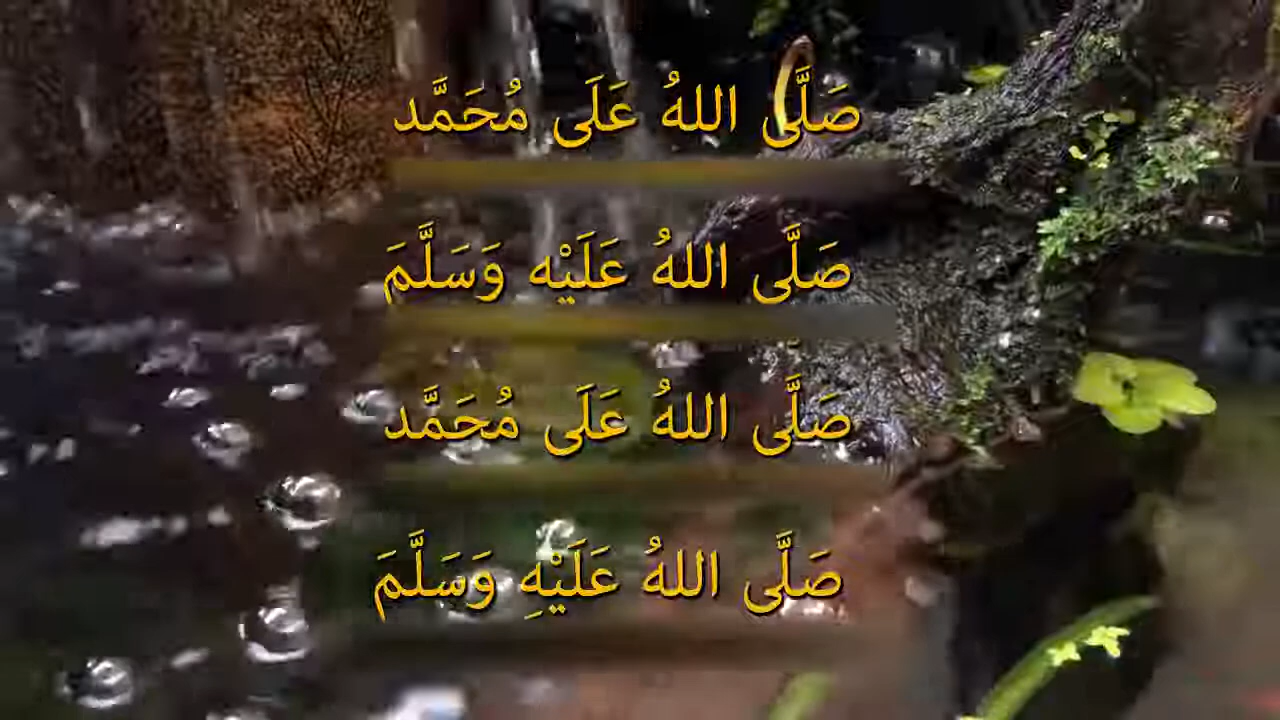 صَلَّى اللهُ عَلَى مُحَمَّد
صَلَّى اللهُ عَلَيْه وَسَلَّمَ
صَلَّى اللهُ عَلَى مُحَمَّد
صَلَّى اللهُ عَلَيْهِ وَسَلَّمَ